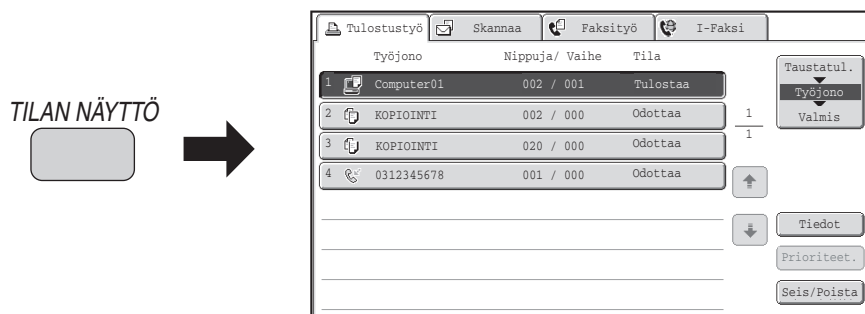 TILAN NÄYTTÖ
Tulostustyö Skannaa Faksityö I-Faksi
Työjono Nippuja/ Vaihe Tila
1 Computer01 002 / 001 Tulostaa
2 KOPIOINTI 002 / 000 Odottaa
3 KOPIOINTI 020 / 000 Odottaa
4 0312345678 001 / 000 Odottaa
1
1
Taustatul.
Työjono
Valmis
Tiedot
Prioriteet.
Seis/Poista